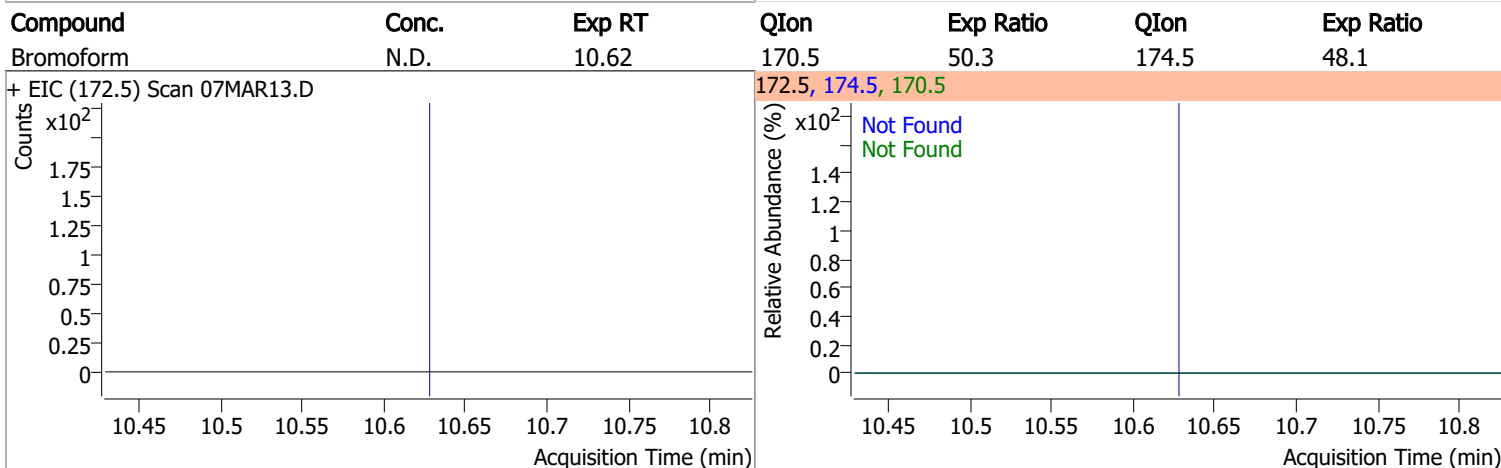 Compound Conc. Exp RT QIon Exp Ratio QIon Exp Ratio
Bromoform N.D. 10.62 170.5 50.3 174.5 48.1
+ EIC (172.5) Scan 07MAR13.D
Counts
x10²
1.75
1.5
1.25
1
0.75
0.5
0.25
0
10.45 10.5 10.55 10.6 10.65 10.7 10.75 10.8
Acquisition Time (min)
172.5, 174.5, 170.5
Relative Abundance (%)
x10²
Not Found
Not Found
1.4
1.2
1
0.8
0.6
0.4
0.2
0
10.45 10.5 10.55 10.6 10.65 10.7 10.75 10.8
Acquisition Time (min)